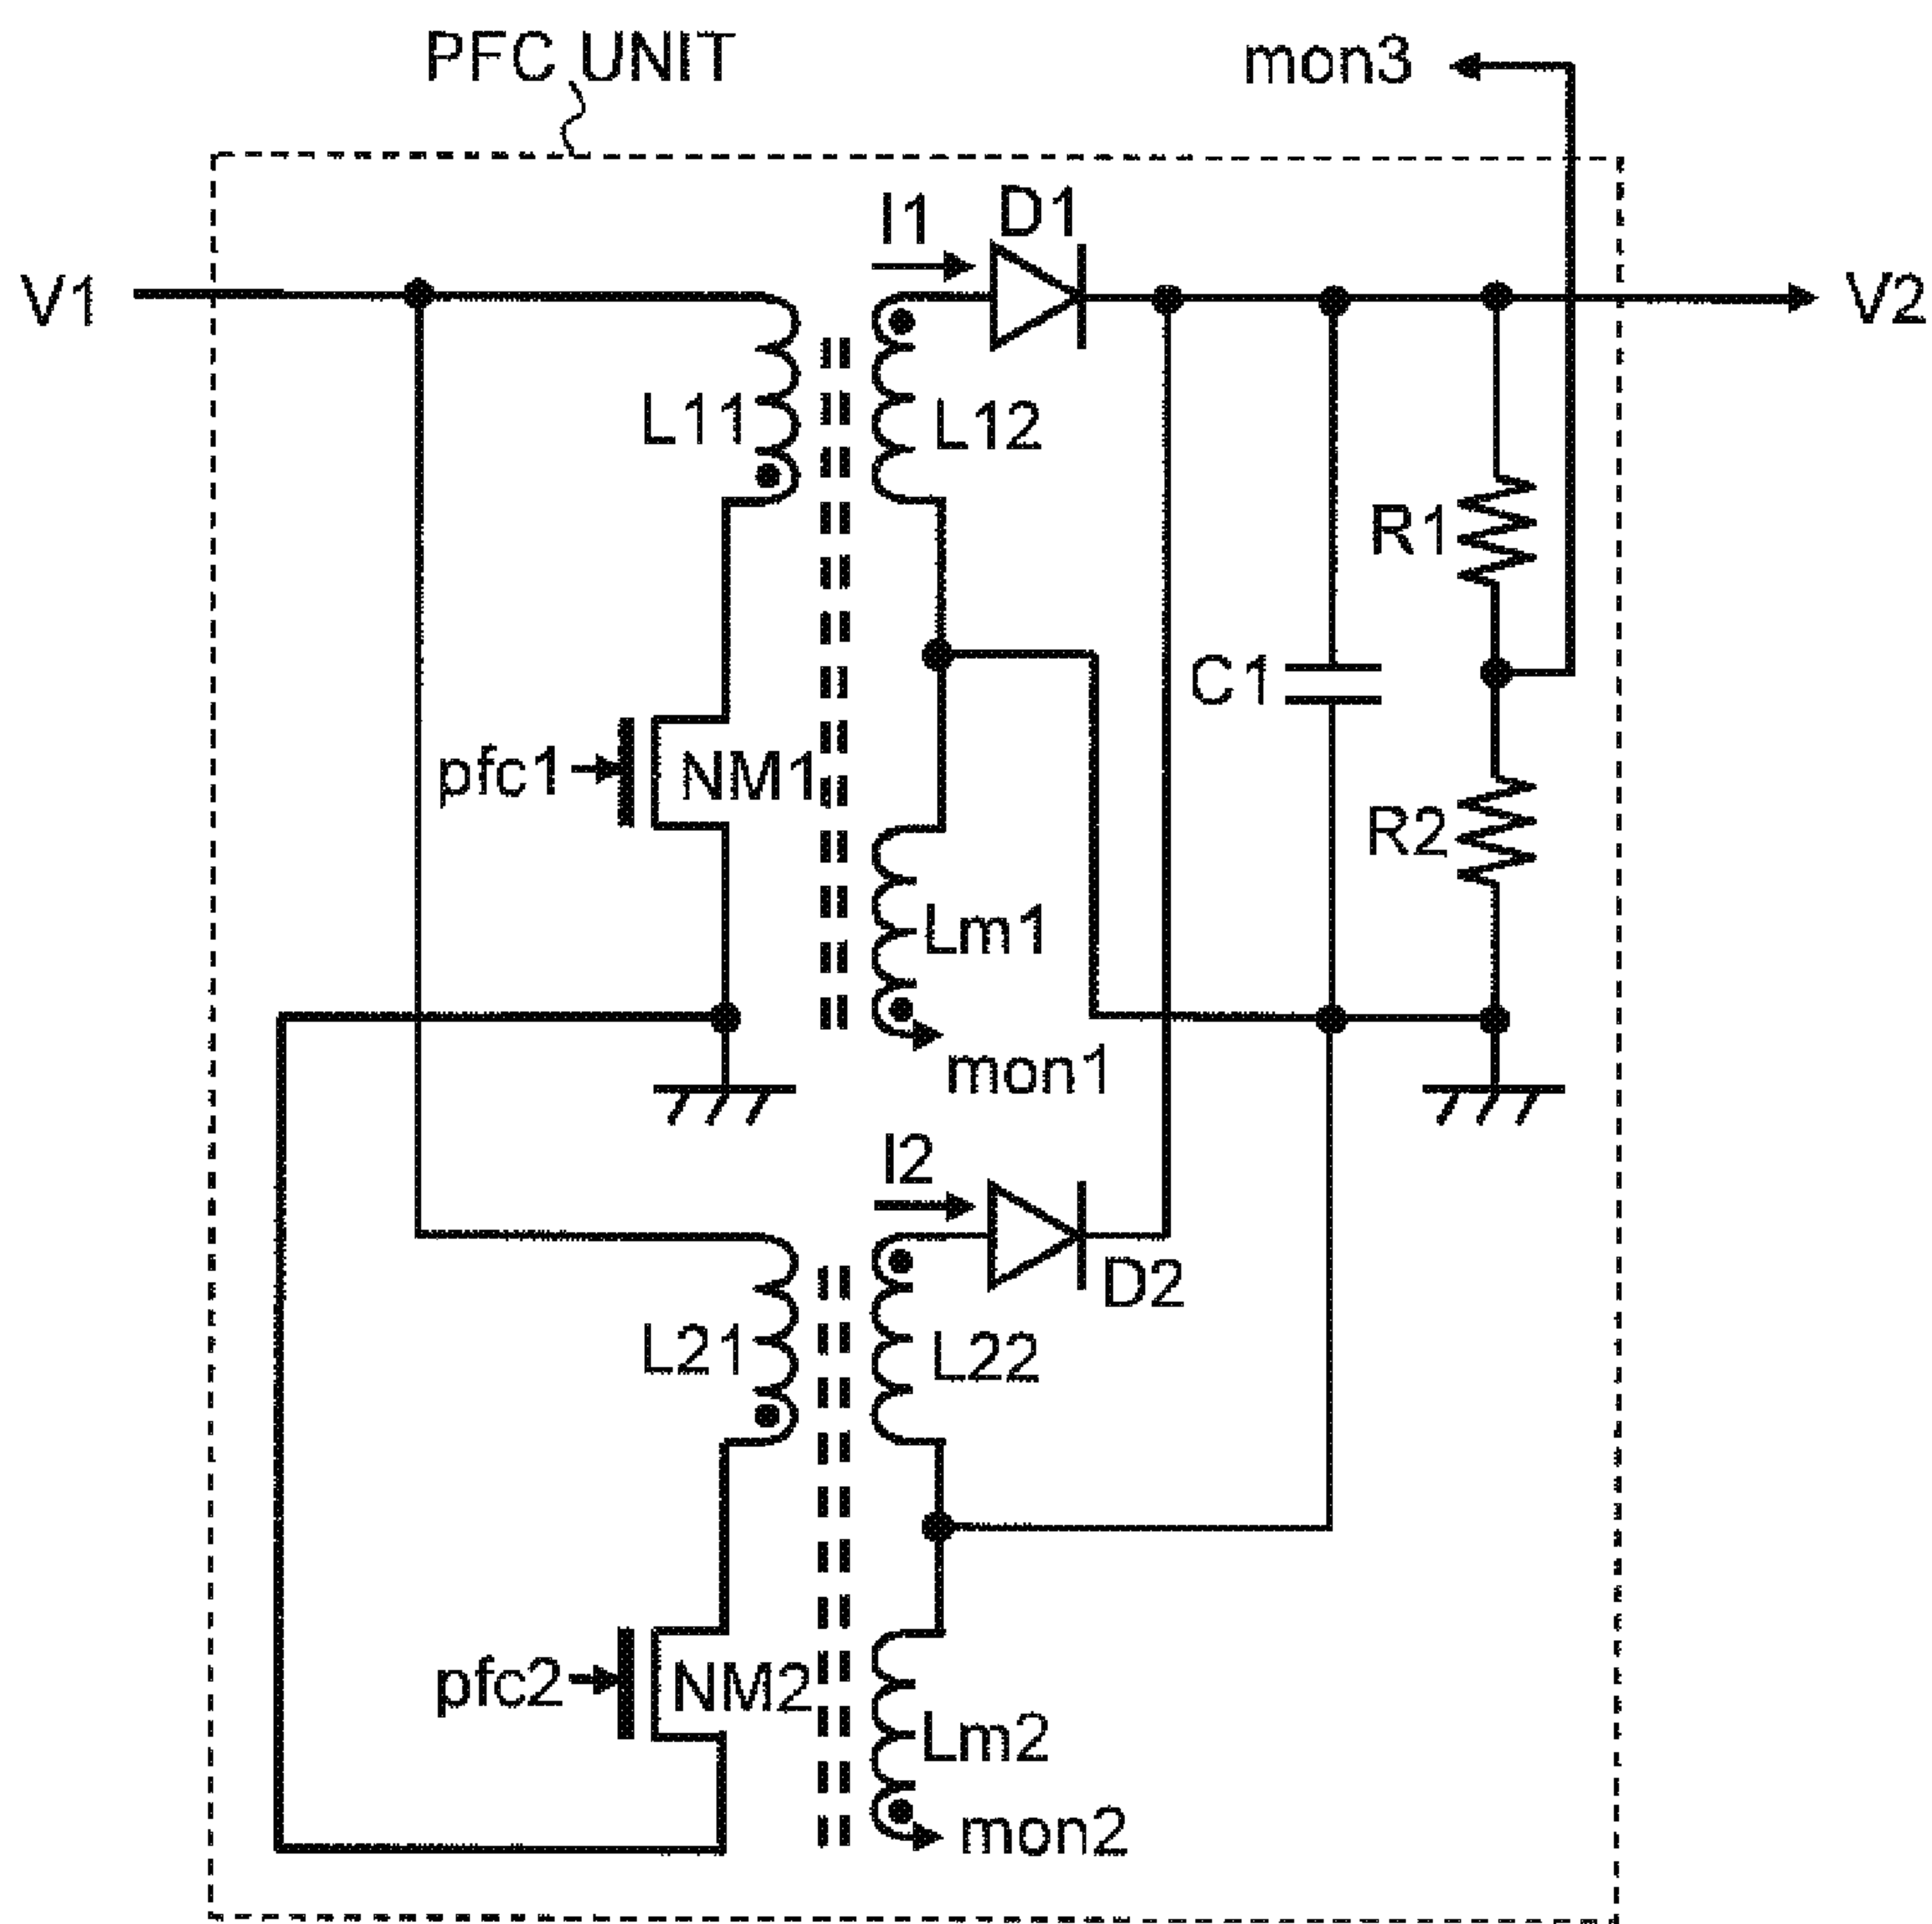 PFC UNIT
mon3
I1
D1
V1
V2
L11
L12
R1
C1
pfc1
NM1
R2
Lm1
mon1
I2
D2
L21
L22
pfc2
NM2
Lm2
mon2